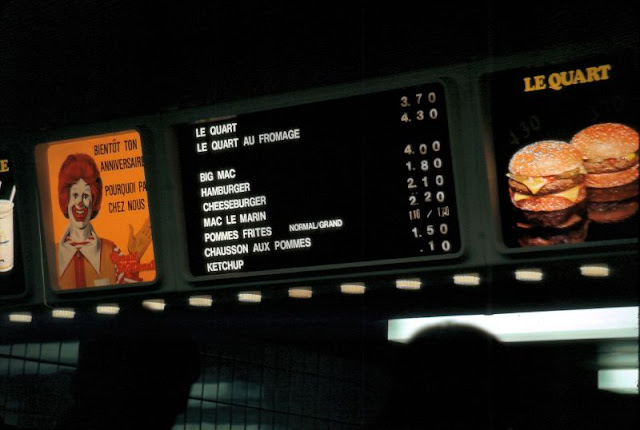 BIENTÔT TON
ANNIVERSAIRE
POURQUOI PA
CHEZ NOUS
LE QUART 3.70
LE QUART AU FROMAGE 4.30
BIG MAC 4.00
HAMBURGER 1.80
CHEESEBURGER 2.10
MAC LE MARIN 2.20
POMMES FRITES NORMAL/GRAND 110 /
CHAUSSON AUX POMMES 1.50
KETCHUP .10
LE QUART